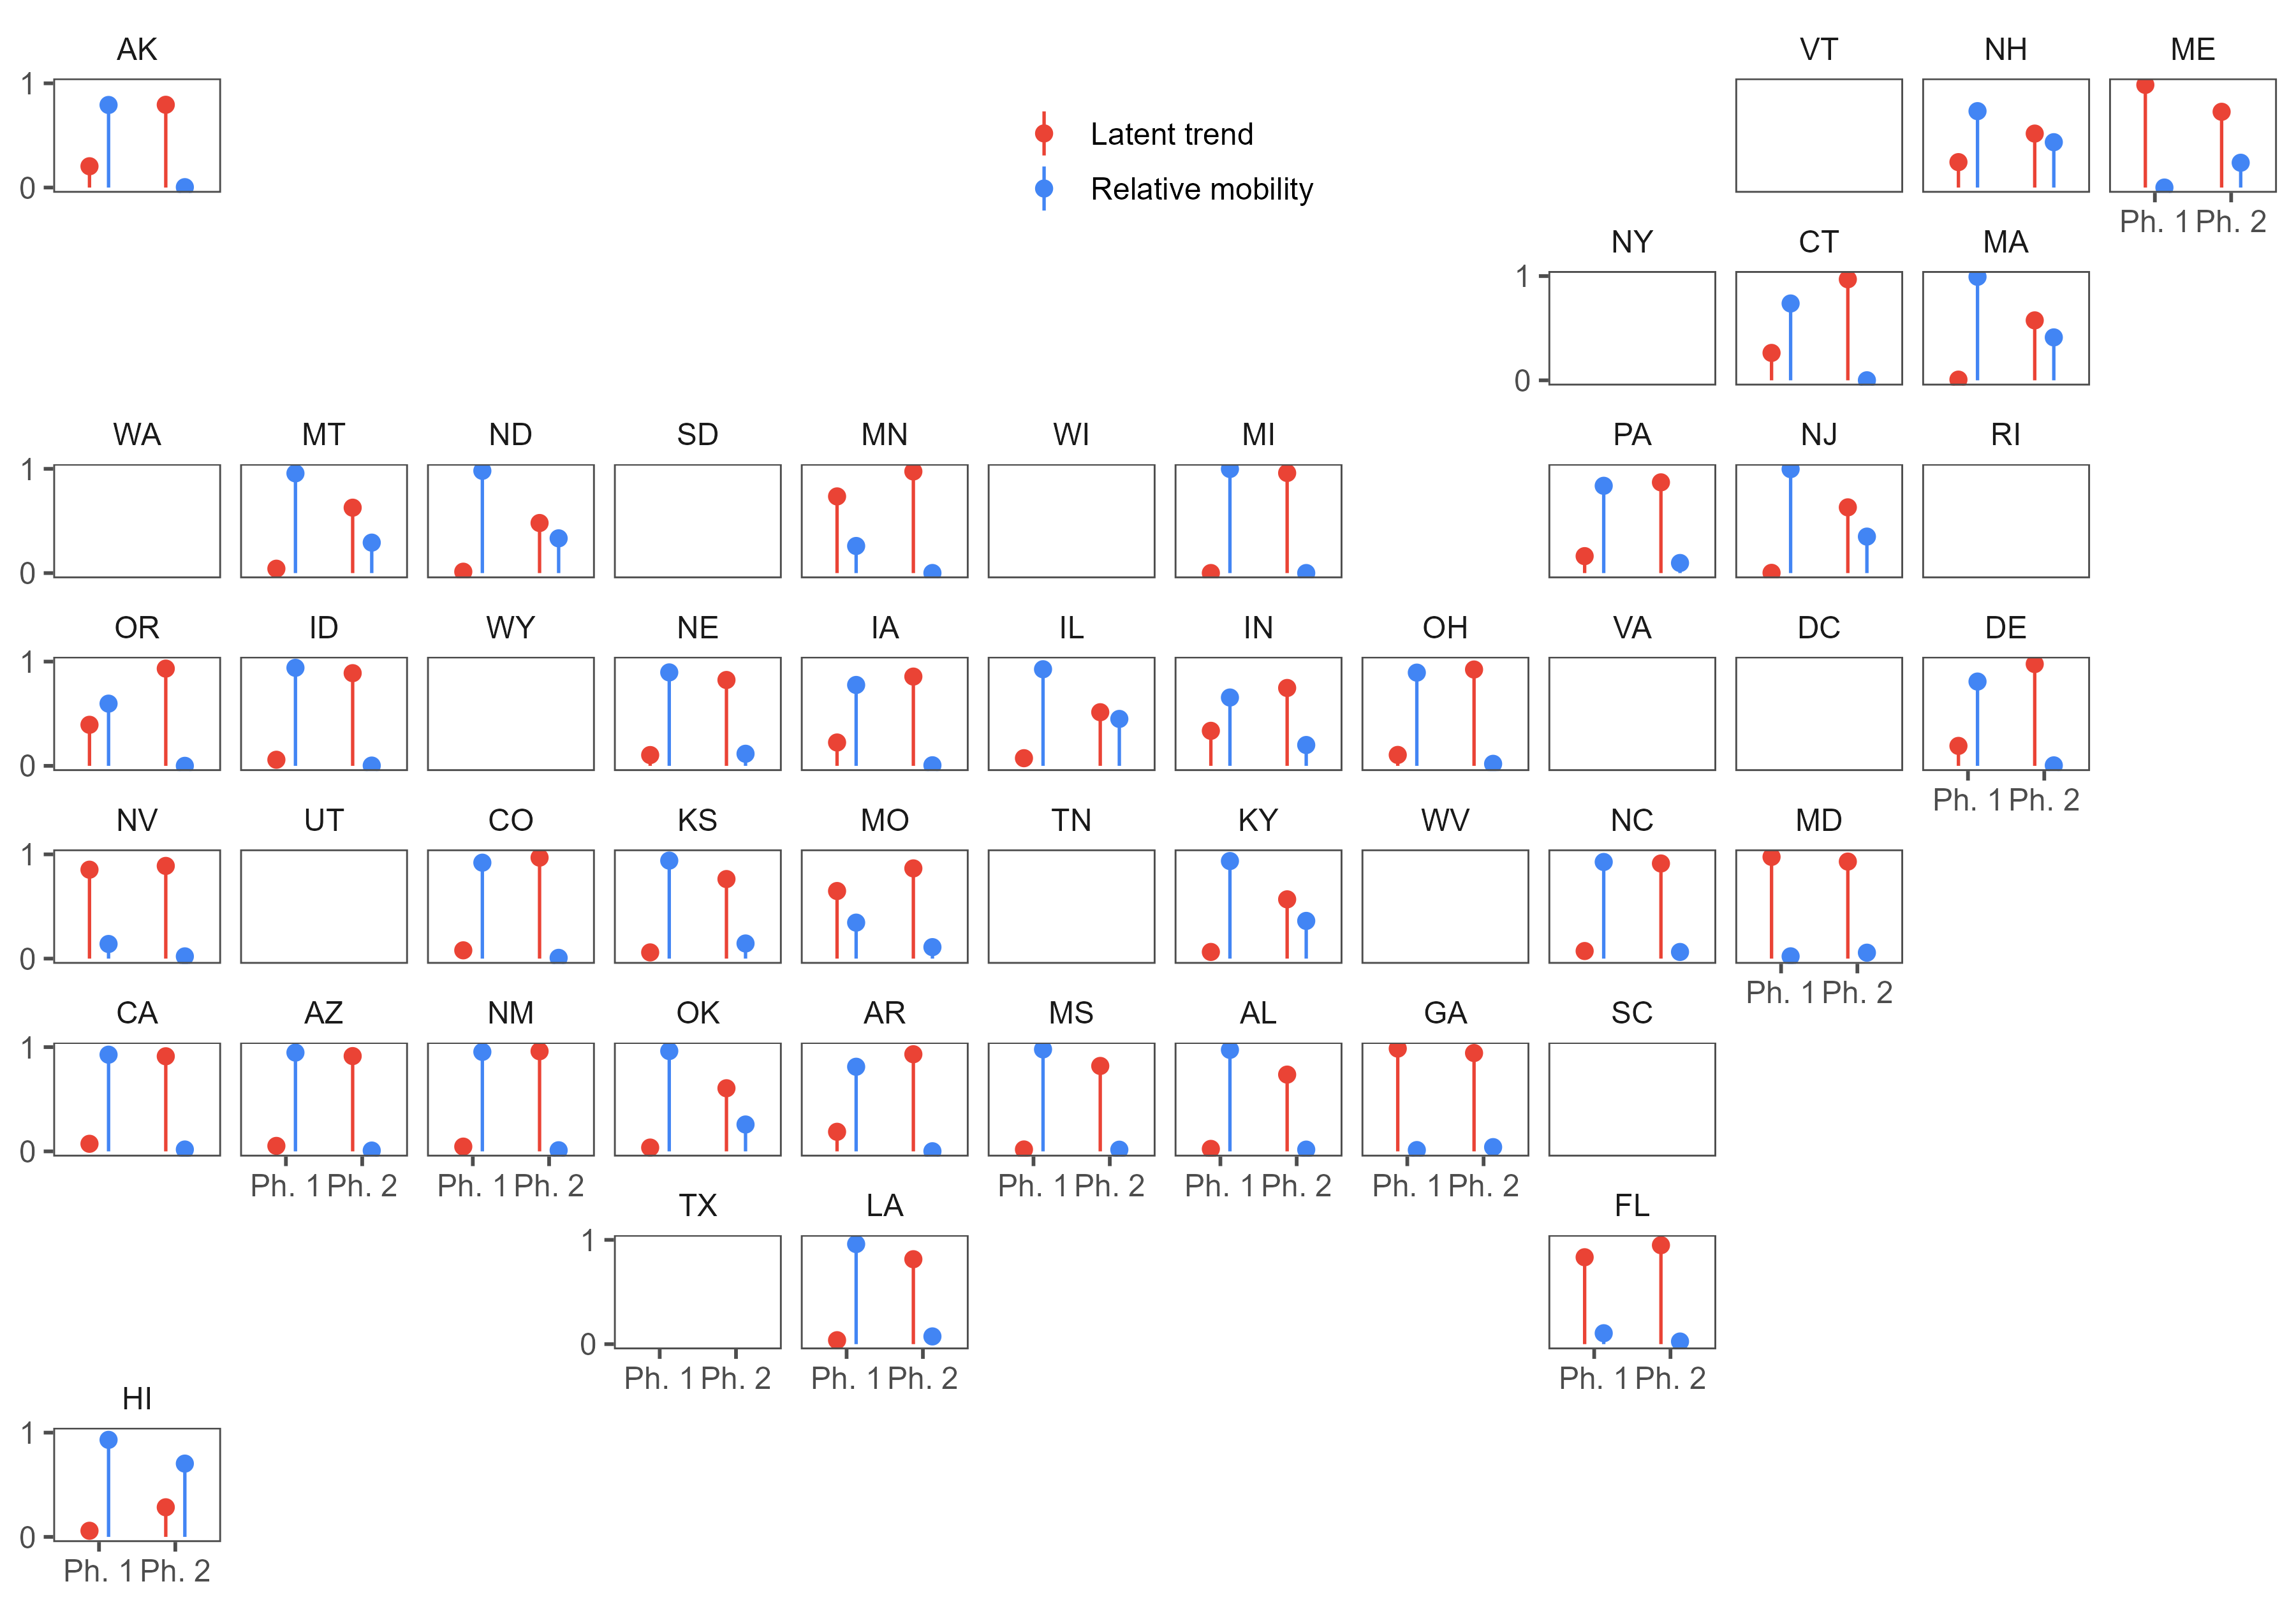 AK VT NH ME
1
0
Latent trend
Relative mobility
Ph. 1 Ph. 2
NY CT MA
1
0
WA MT ND SD MN WI MI PA NJ RI
1
0
OR ID WY NE IA IL IN OH VA DC DE
1
0
Ph. 1 Ph. 2
NV UT CO KS MO TN KY WV NC MD
1
0
Ph. 1 Ph. 2
CA AZ NM OK AR MS AL GA SC
1
0
Ph. 1 Ph. 2 Ph. 1 Ph. 2 Ph. 1 Ph. 2 Ph. 1 Ph. 2 Ph. 1 Ph. 2
TX LA FL
1
0
Ph. 1 Ph. 2 Ph. 1 Ph. 2 Ph. 1 Ph. 2
HI
1
0
Ph. 1 Ph. 2